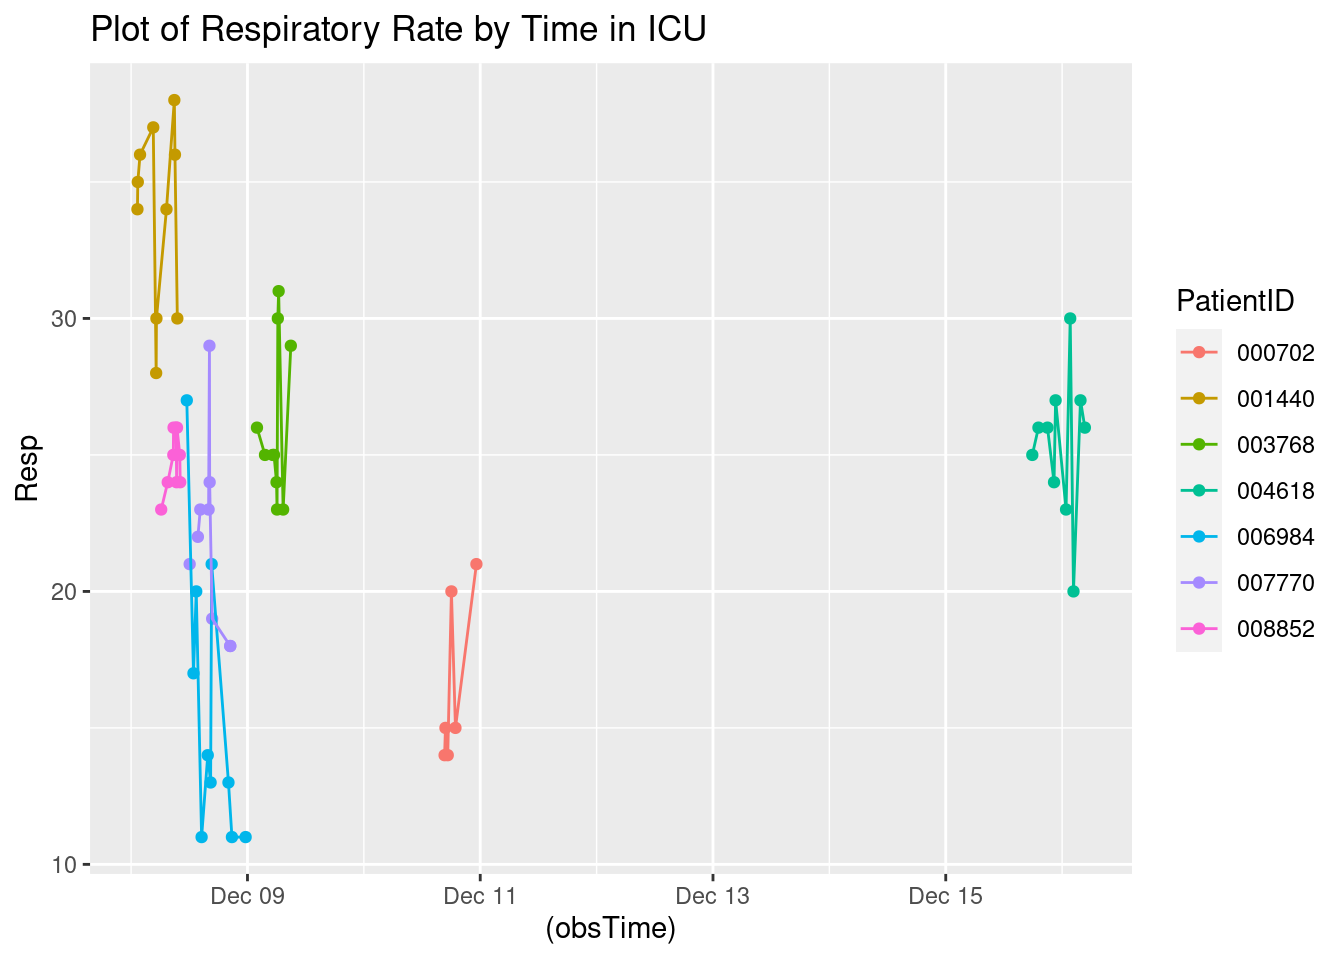 Plot of Respiratory Rate by Time in ICU
Resp
30
20
10
Dec 09
Dec 11
Dec 13
Dec 15
(obsTime)
PatientID
000702
001440
003768
004618
006984
007770
008852